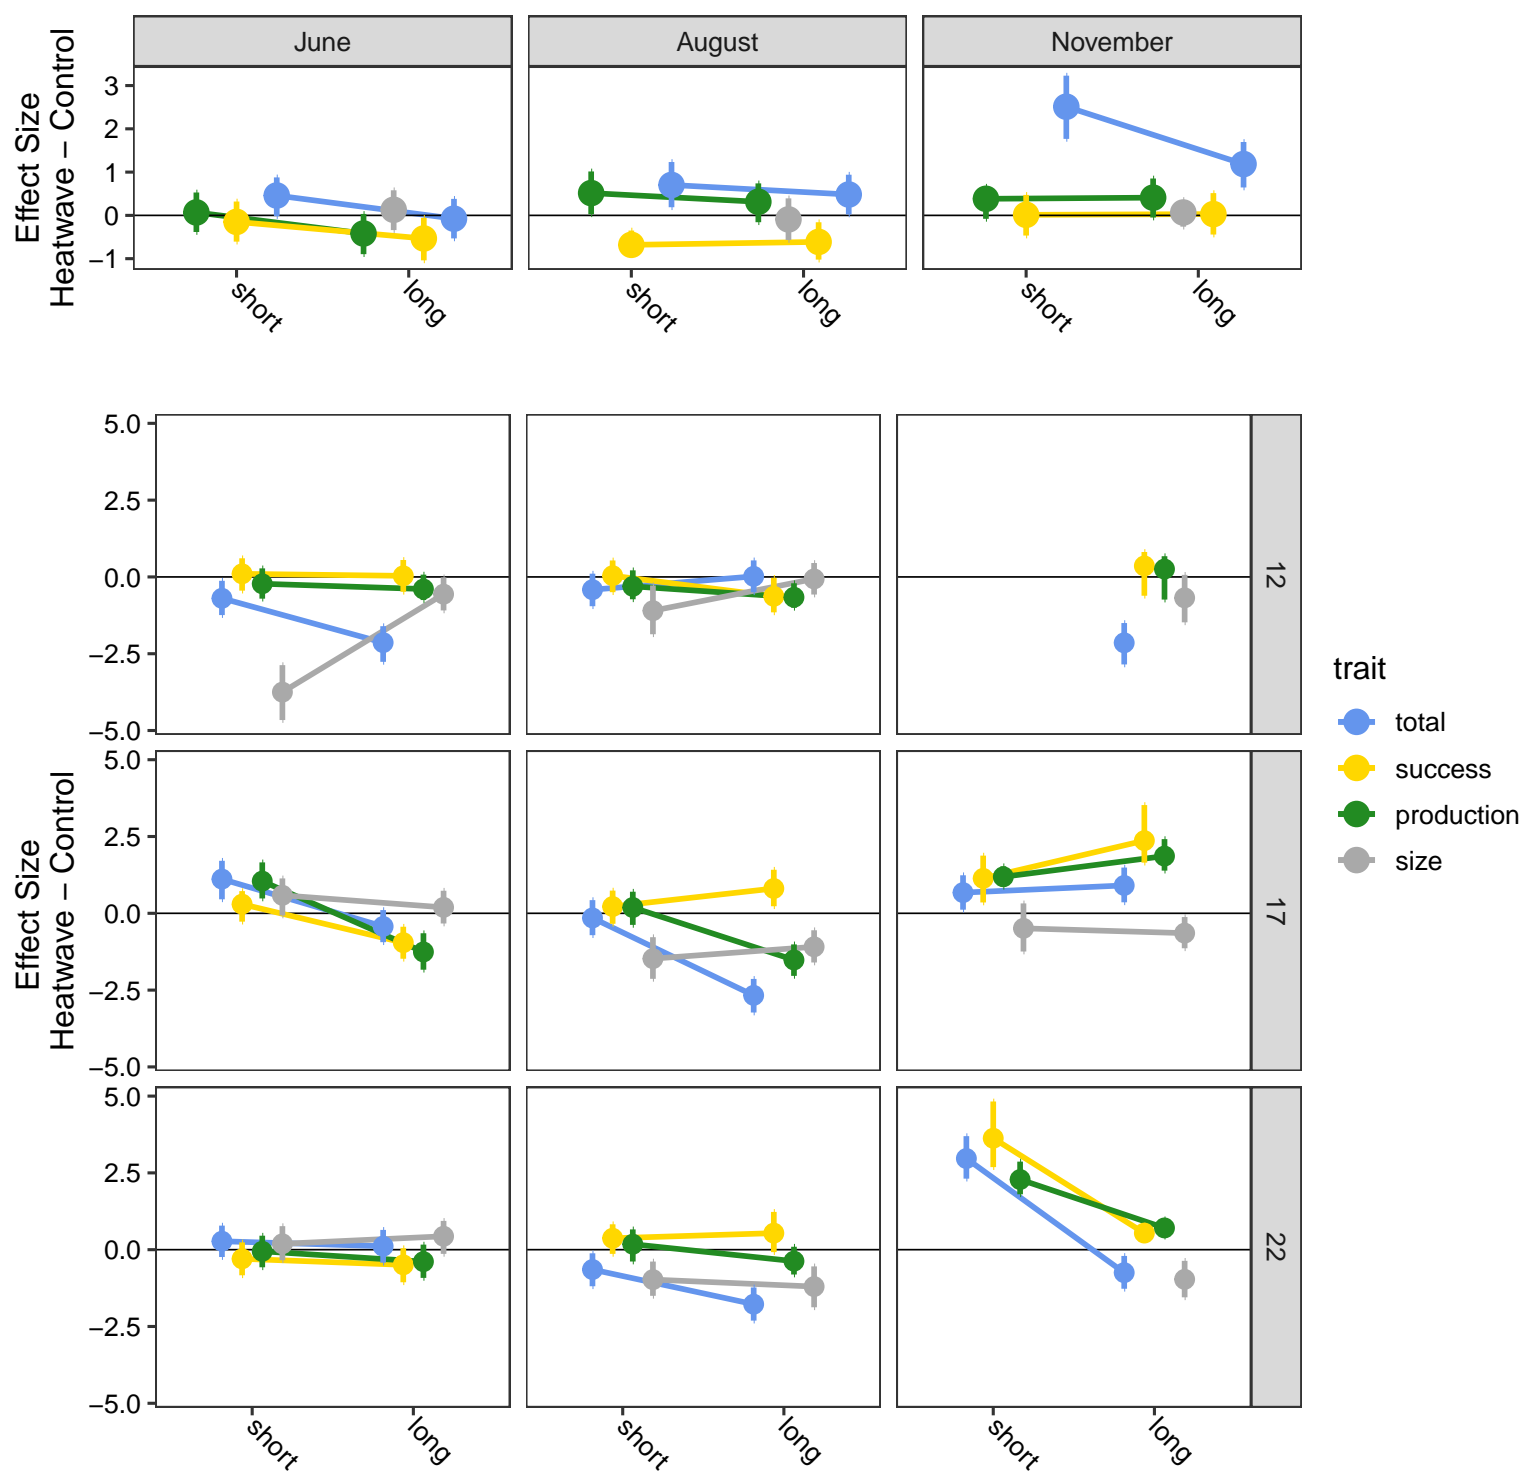 June
August
November
Effect Size
Heatwave – Control
3
2
1
0
−1
short
long
short
long
short
long
5.0
2.5
0.0
−2.5
−5.0
12
Effect Size
Heatwave – Control
5.0
2.5
0.0
−2.5
−5.0
17
5.0
2.5
0.0
−2.5
−5.0
22
short
long
short
long
short
long
trait
total
success
production
size